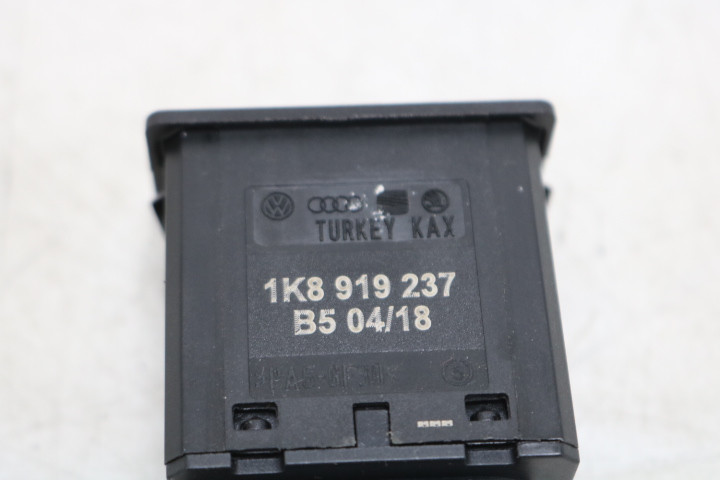 TURKEY KAX
1K8 919 237
B5 04/18